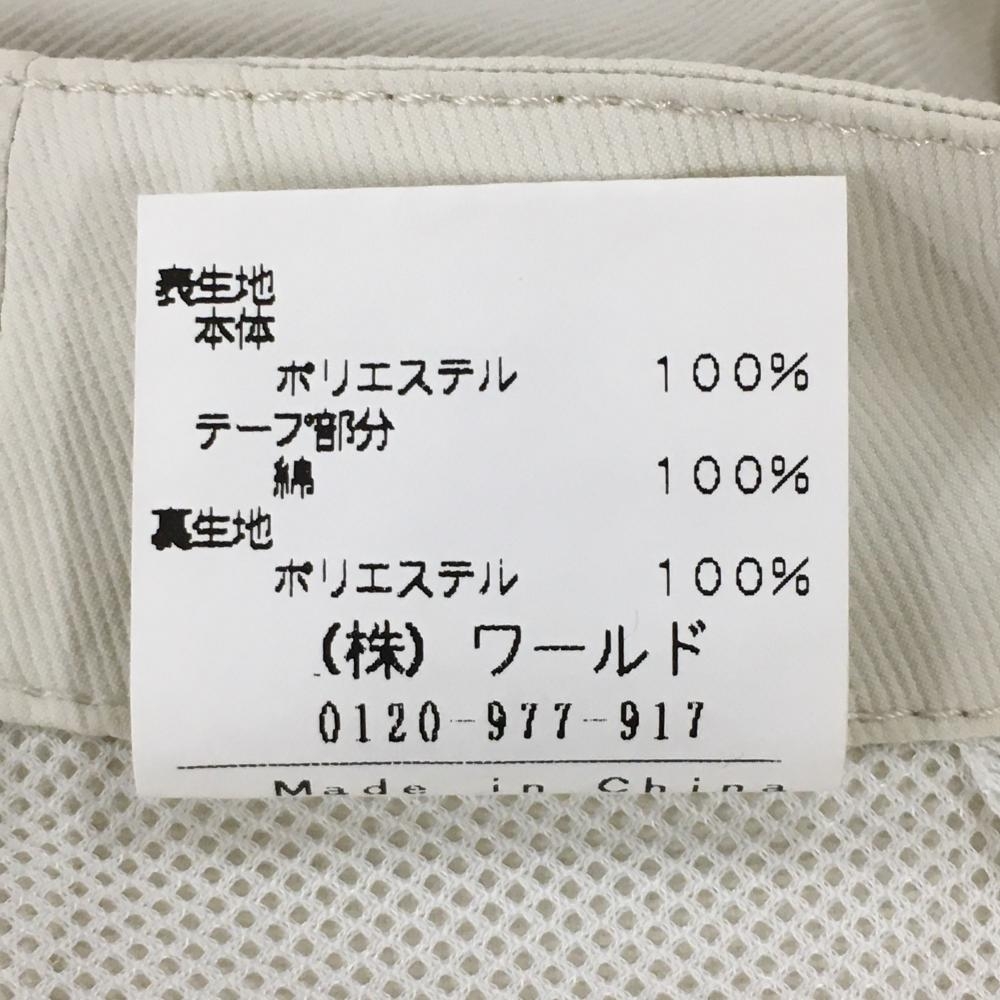 表生地
本体
ポリエステル 100%
テープ部分
綿 100%
裏生地
ポリエステル 100%
(株) ワールド
0120-977-917
Made in China